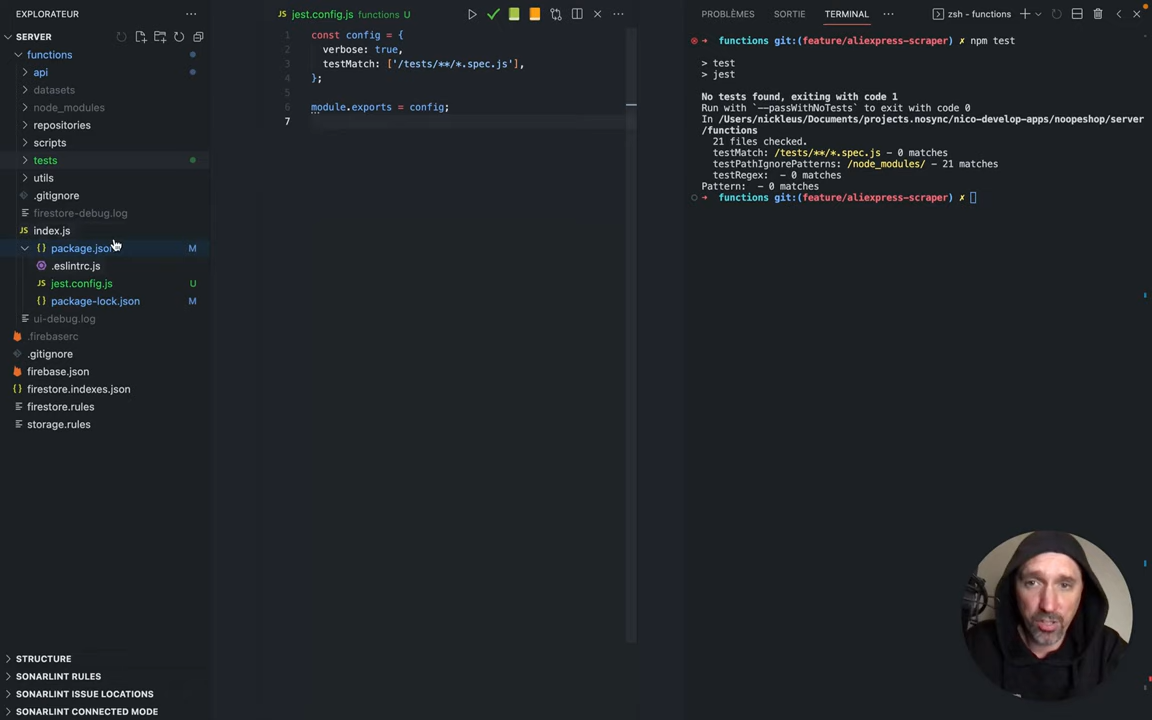 EXPLORATEUR
SERVER
functions
api
datasets
node_modules
repositories
scripts
tests
utils
.gitignore
firestore-debug.log
JS index.js
{} package.json M
.eslintrc.js
JS jest.config.js U
{} package-lock.json M
ui-debug.log
.firebaserc
.gitignore
firebase.json
{} firestore.indexes.json
firestore.rules
storage.rules
STRUCTURE
SONARLINT RULES
SONARLINT ISSUE LOCATIONS
SONARLINT CONNECTED MODE
JS jest.config.js functions U
1 const config = {
2 verbose: true,
3 testMatch: ['/tests/**/*.spec.js'],
4 };
5
6 module.exports = config;
7
PROBLÈMES SORTIE TERMINAL zsh - functions
functions git:(feature/aliexpress-scraper) ✗ npm test
> test
> jest
No tests found, exiting with code 1
Run with `--passWithNoTests` to exit with code 0
In /Users/nickleus/Documents/projects.nosync/nico-develop-apps/noopeshop/server
/functions
21 files checked.
testMatch: /tests/**/*.spec.js - 0 matches
testPathIgnorePatterns: /node_modules/ - 21 matches
testRegex:  - 0 matches
Pattern:  - 0 matches
functions git:(feature/aliexpress-scraper) ✗